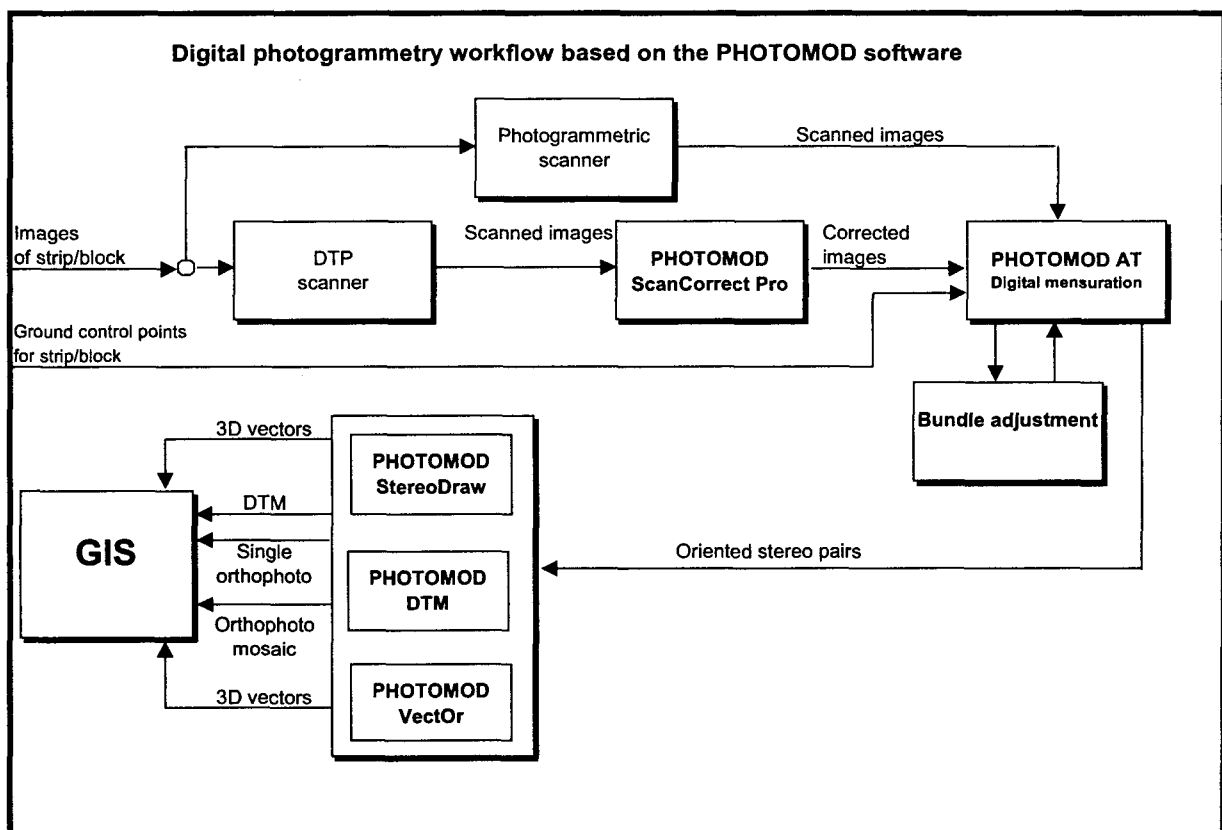 Digital photogrammetry workflow based on the PHOTOMOD software
Photogrammetric
scanner
Scanned images
Images
of strip/block
DTP
scanner
Scanned images
PHOTOMOD
ScanCorrect Pro
Corrected
images
PHOTOMOD AT
Digital mensuration
Ground control points
for strip/block
Bundle adjustment
3D vectors
PHOTOMOD
StereoDraw
DTM
GIS
Single
orthophoto
PHOTOMOD
DTM
Oriented stereo pairs
Orthophoto
mosaic
3D vectors
PHOTOMOD
VectOr